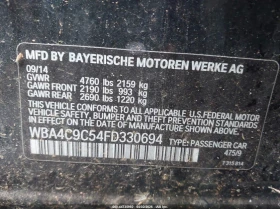 MFD BY BAYERISCHE MOTOREN WERKE AG
09/14
GVWR 4760 lbs 2159 kg
GAWR FRONT 2190 lbs 993 kg
GAWR REAR 2690 lbs 1220 kg
THIS VEHICLE CONFORMS TO ALL APPLICABLE U.S. FEDERAL MOTOR
VEHICLE SAFETY, BUMPER, AND THEFT PREVENTION STANDARDS
IN EFFECT ON THE DATE OF MANUFACTURE SHOWN ABOVE.
WBA4C9C54FD330694 TYPE: PASSENGER CAR
475/9